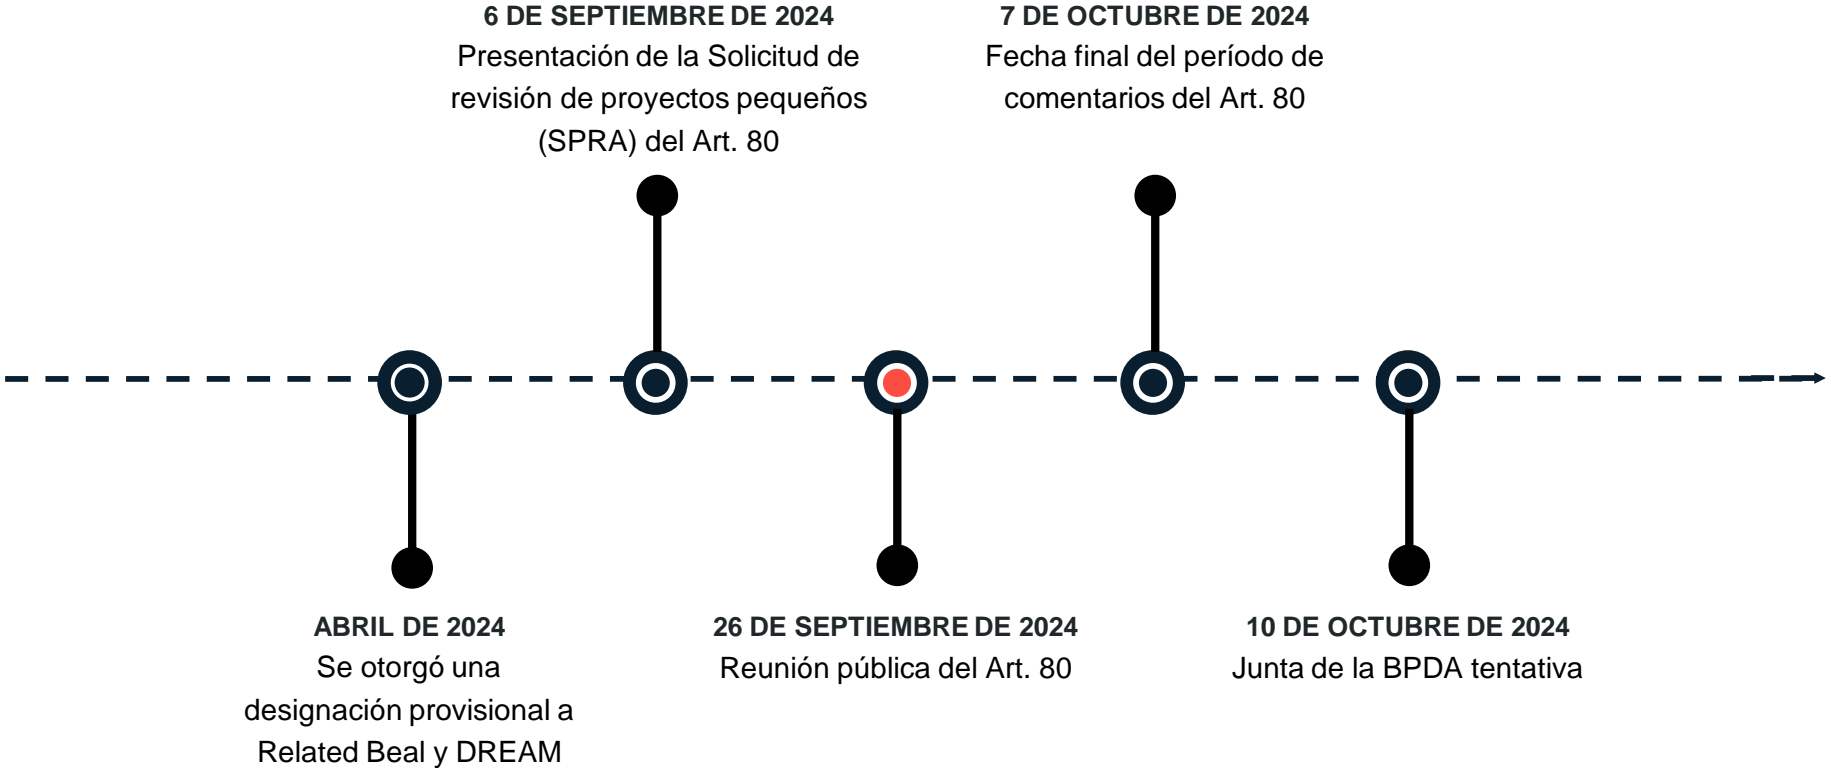 6 DE SEPTIEMBRE DE 2024
Presentación de la Solicitud de
revisión de proyectos pequeños
(SPRA) del Art. 80
7 DE OCTUBRE DE 2024
Fecha final del período de
comentarios del Art. 80
ABRIL DE 2024
Se otorgó una
designación provisional a
Related Beal y DREAM
26 DE SEPTIEMBRE DE 2024
Reunión pública del Art. 80
10 DE OCTUBRE DE 2024
Junta de la BPDA tentativa